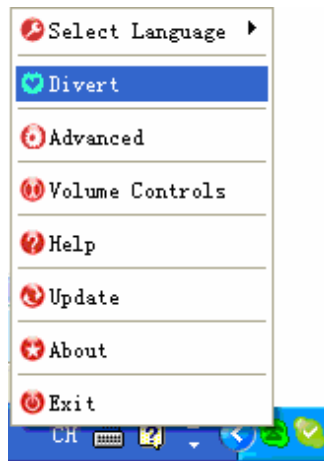 Select Language
Divert
Advanced
Volume Controls
Help
Update
About
Exit
CH